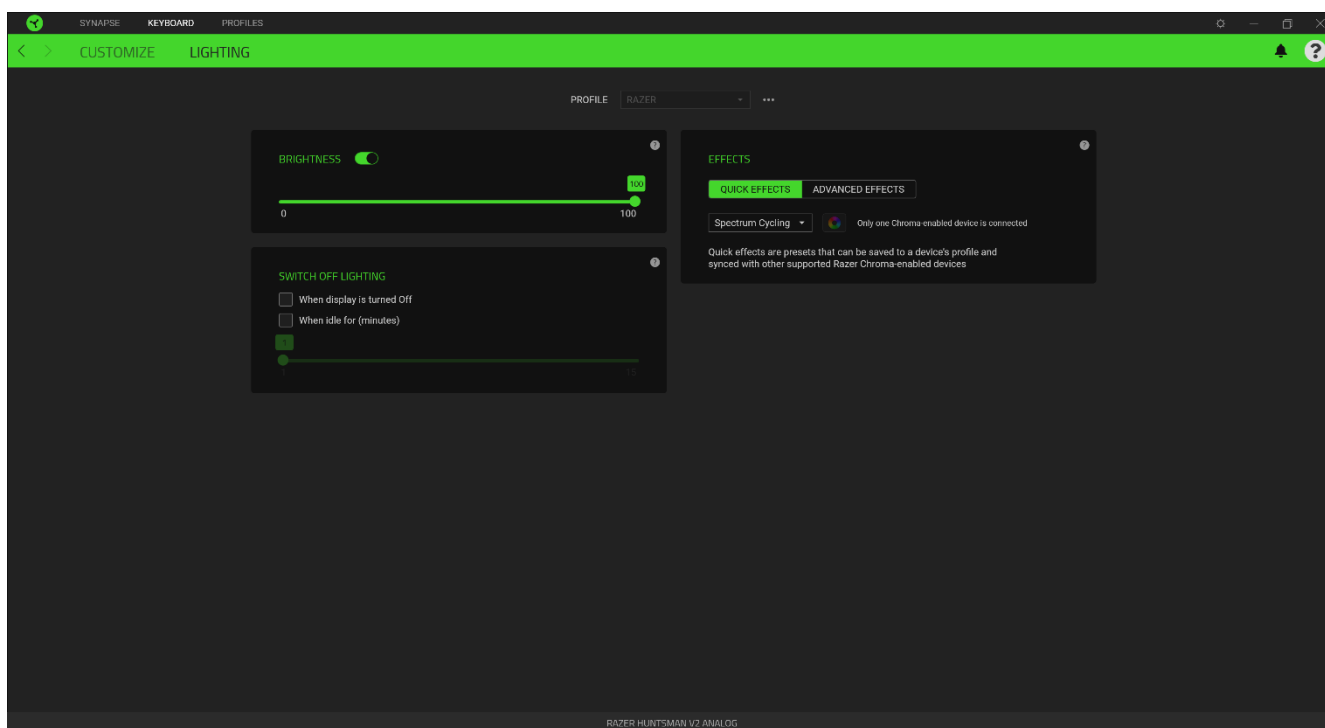 SYNAPSE KEYBOARD PROFILES
CUSTOMIZE LIGHTING
?
PROFILE RAZER
BRIGHTNESS
?
100
0 100
SWITCH OFF LIGHTING
?
When display is turned Off
When idle for (minutes)
1
1 15
EFFECTS
?
QUICK EFFECTS ADVANCED EFFECTS
Spectrum Cycling Only one Chroma-enabled device is connected
Quick effects are presets that can be saved to a device's profile and
synced with other supported Razer Chroma-enabled devices
RAZER HUNTSMAN V2 ANALOG